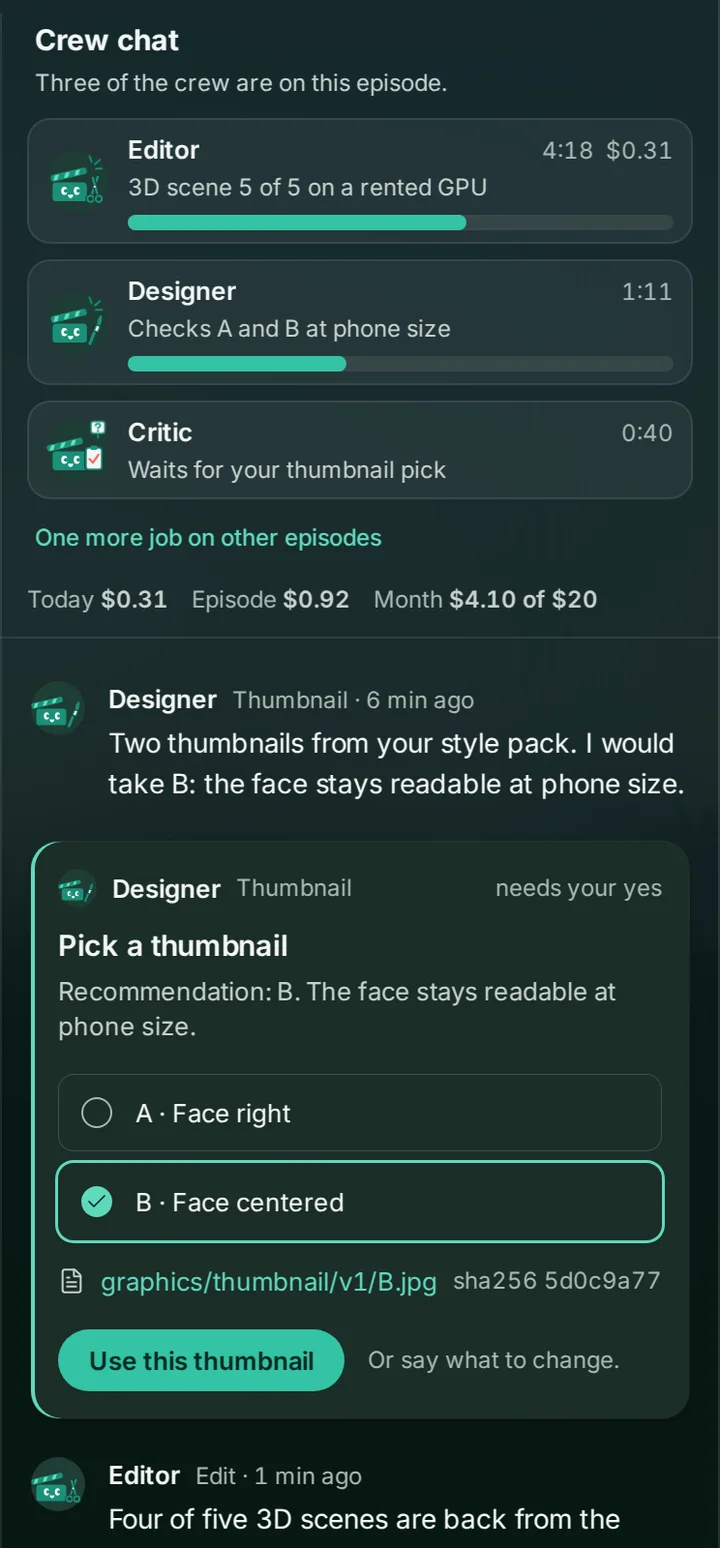 Crew chat
Three of the crew are on this episode.
Editor 4:18 $0.31
3D scene 5 of 5 on a rented GPU
Designer 1:11
Checks A and B at phone size
?
Critic 0:40
Waits for your thumbnail pick
One more job on other episodes
Today $0.31 Episode $0.92 Month $4.10 of $20
Designer Thumbnail · 6 min ago
Two thumbnails from your style pack. I would
take B: the face stays readable at phone size.
Designer Thumbnail needs your yes
Pick a thumbnail
Recommendation: B. The face stays readable at
phone size.
A · Face right
B · Face centered
graphics/thumbnail/v1/B.jpg sha256 5d0c9a77
Use this thumbnail Or say what to change.
Editor Edit · 1 min ago
Four of five 3D scenes are back from the